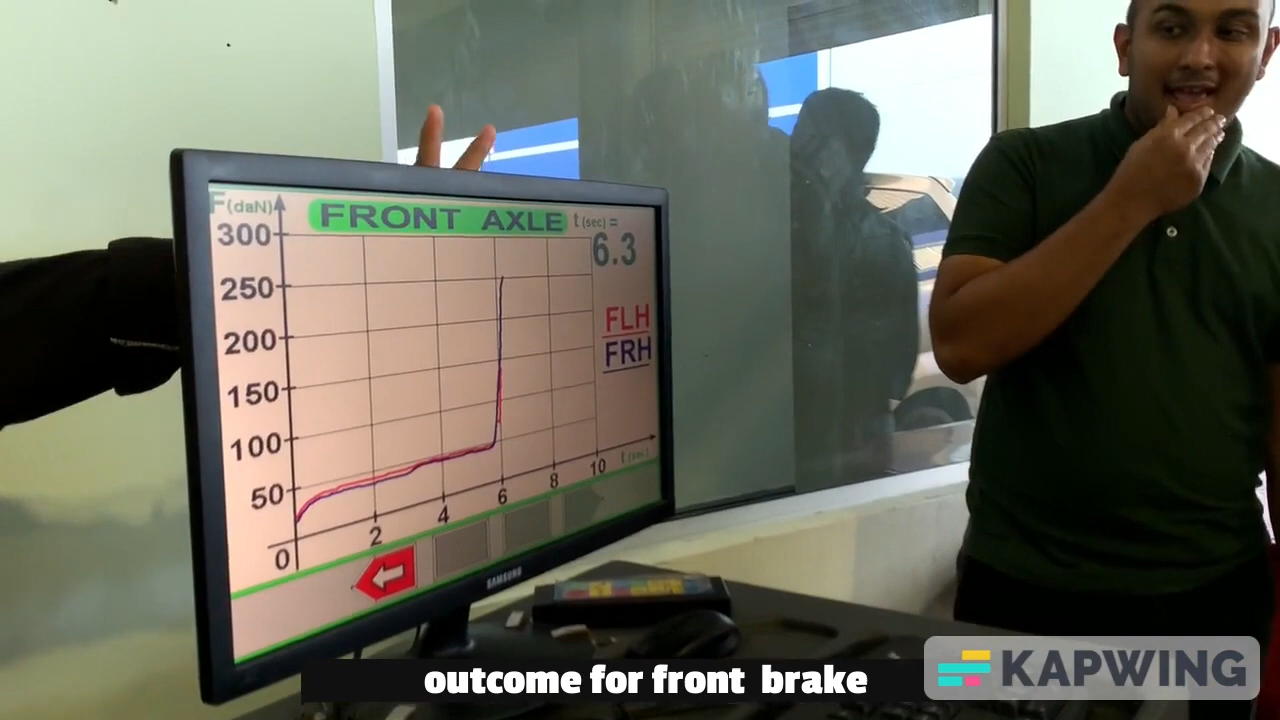 F(daN)
FRONT AXLE
t(sec) =
6.3
300
250
200
150
100
50
0
2
4
6
8
10
t(sec)
FLH
FRH
SAMSUNG
outcome for front brake
KAPWING